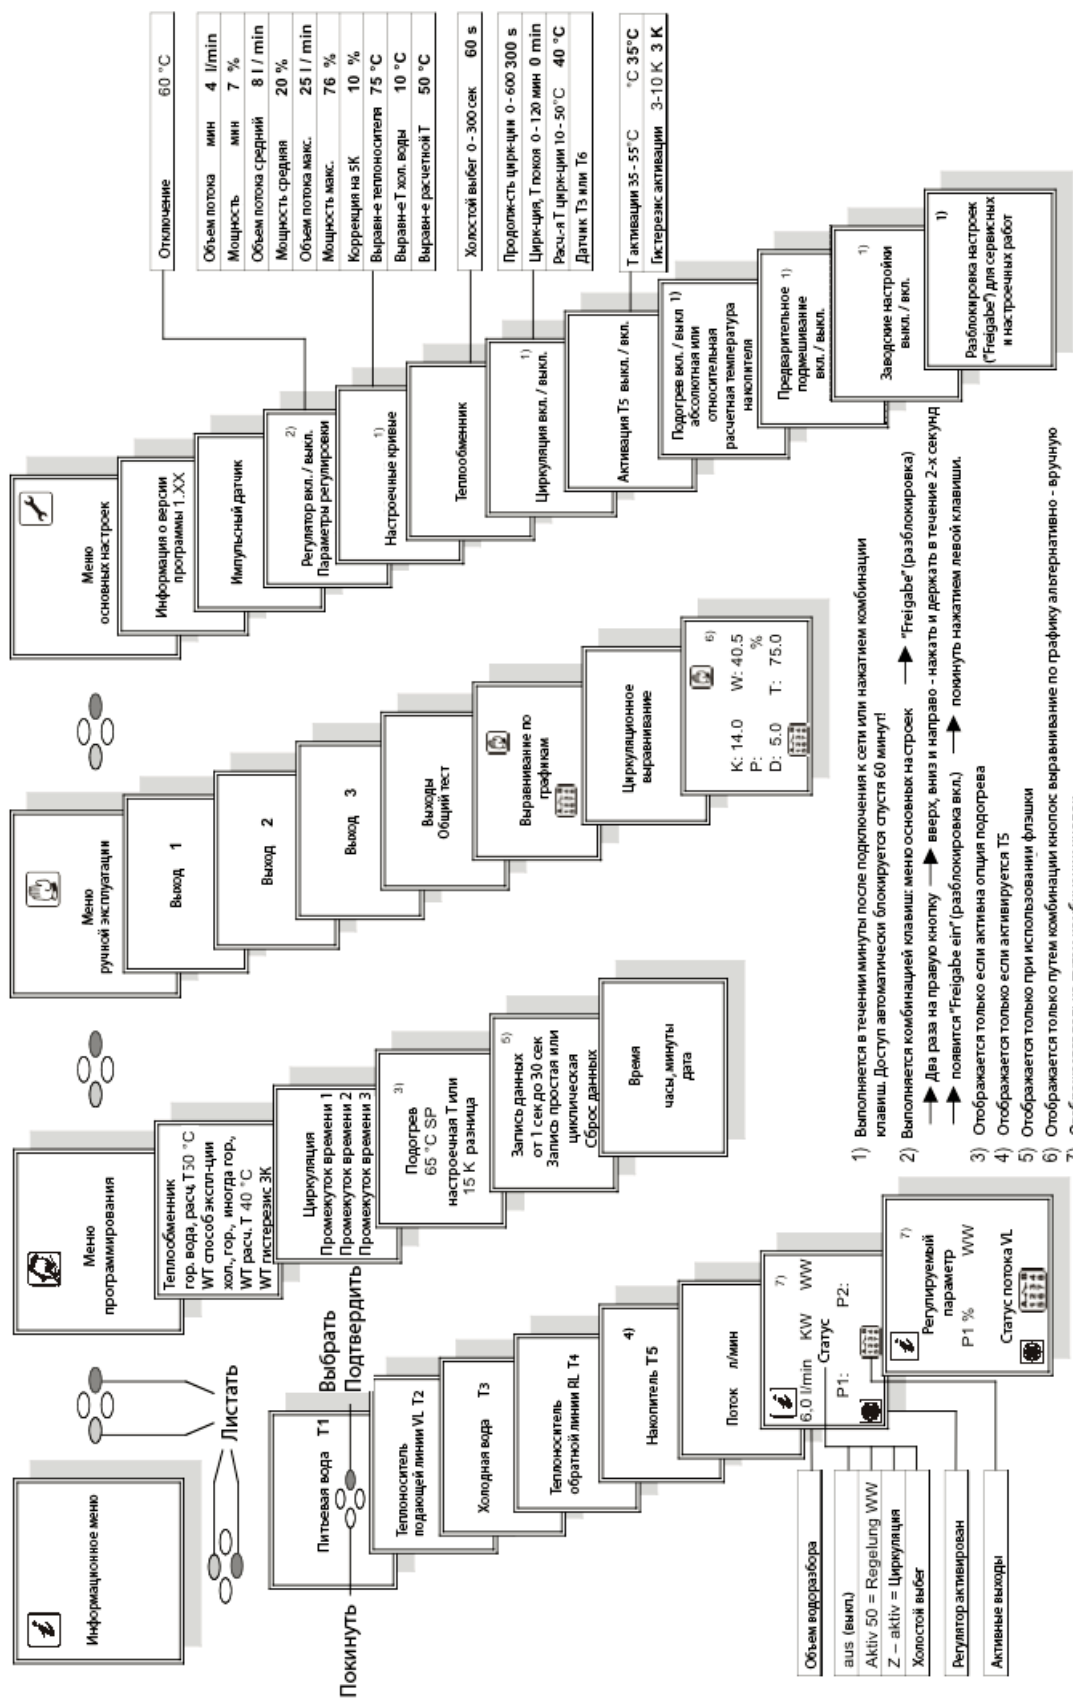 Информационное меню
Листать
Покинуть
Выбрать
Подтвердить
Питьевая вода T1
Теплоноситель
подающей линии VL T2
Холодная вода T3
Теплоноситель
обратной линии RL T4
4)
Накопитель T5
Поток л/мин
7)
6,0 l/min KW WW
Статус
P1: P2:
7)
Регулируемый
параметр
P1 % WW
Статус потока VL
Объем водоразбора
aus (выкл.)
Aktiv 50 = Regelung WW
Z – aktiv = Циркуляция
Холостой выбег
Регулятор активирован
Активные выходы
Меню
программирования
Теплообменник
гор. вода, расч, T50 °C
WT способ экспл-ции
хол., гор., иногда гор.,
WT расч. T 40 °C
WT гистерезис 3K
Циркуляция
Промежуток времени 1
Промежуток времени 2
Промежуток времени 3
3)
Подогрев
65 °C SP
настроечная T или
15 K разница
5)
Запись данных
от 1 сек до 30 сек
Запись простая или
циклическая
Сброс данных
Время
часы, минуты
дата
Меню
ручной эксплуатации
Выход 1
Выход 2
Выход 3
Выходы
Общий тест
Выравнивание по
графикам
Циркуляционное
выравнивание
6)
K: 14.0 W: 40.5
P: %
D: 5.0 T: 75.0
Меню
основных настроек
Информация о версии
программы 1.XX
Импульсный датчик
2)
Регулятор вкл. / выкл.
Параметры регулировки
1)
Настроечные кривые
Теплообменник
1)
Циркуляция вкл. / выкл.
Активация T5 выкл. / вкл.
Подогрев вкл. / выкл 1)
абсолютная или
относительная
расчетная температура
накопителя
Предварительное 1)
подмешивание
вкл. / выкл.
1)
Заводские настройки
выкл. / вкл.
1)
Разблокировка настроек
("Freigabe") для сервисных
и настроечных работ
Отключение 60 °C
Объем потока мин 4 l/min
Мощность мин 7 %
Объем потока средний 8 l / min
Мощность средняя 20 %
Объем потока макс. 25 l / min
Мощность макс. 76 %
Коррекция на 5K 10 %
Выравн-е теплоносителя 75 °C
Выравн-е T хол. воды 10 °C
Выравн-е расчетной T 50 °C
Холостой выбег 0 - 300 сек 60 s
Продолж-сть цирк-ции 0 - 600 300 s
Цирк-ция, T покоя 0 - 120 мин 0 min
Расч.-я T цирк-ции 10 - 50°C 40 °C
Датчик T3 или T6
T активации 35 - 55°C °C 35°C
Гистерезис активации 3-10 K 3 K
1) Выполняется в течении минуты после подключения к сети или нажатием комбинации
клавиш. Доступ автоматически блокируется спустя 60 минут!
2) Выполняется комбинацией клавиш: меню основных настроек → "Freigabe" (разблокировка)
→ Два раза на правую кнопку → вверх, вниз и направо - нажать и держать в течение 2-х секунд
→ появится "Freigabe ein" (разблокировка вкл.) → покинуть нажатием левой клавиши.
3) Отображается только если активна опция подогрева
4) Отображается только если активируется T5
5) Отображается только при использовании флэшки
6) Отображается только путем комбинации кнопок: выравнивание по графику альтернативно - вручную
7)